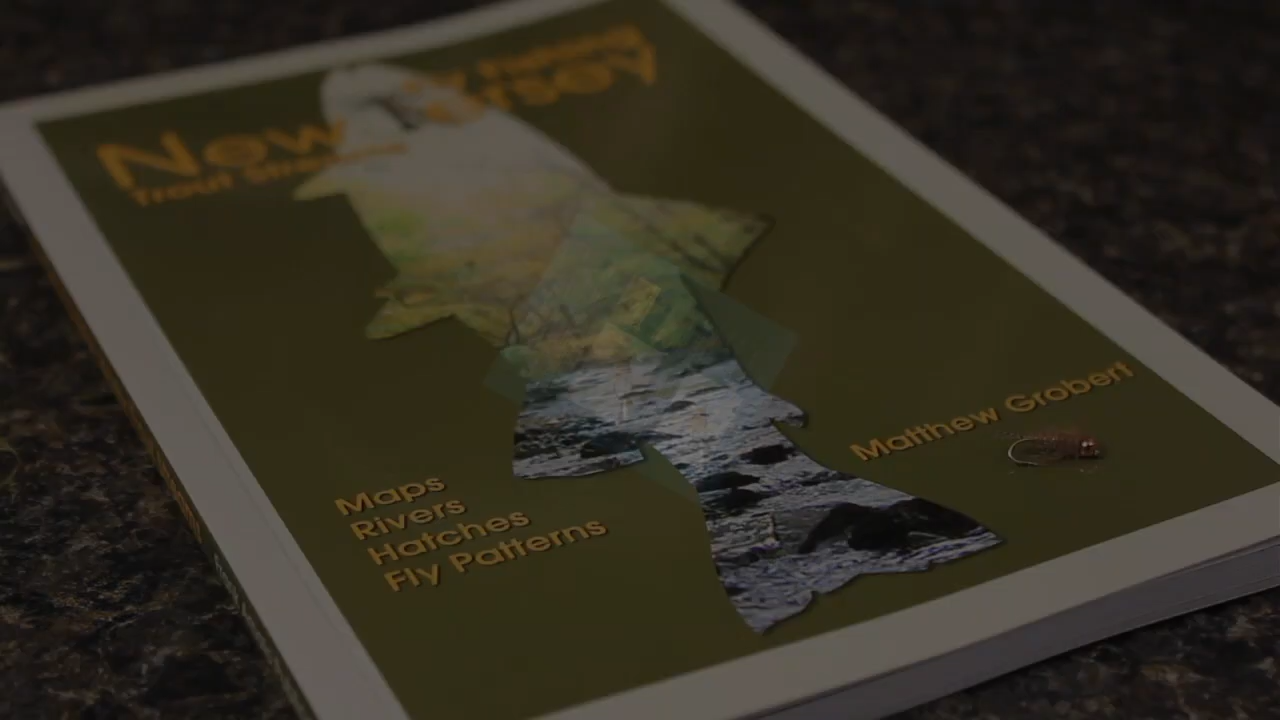 New Jersey
Trout Streams
Matthew Grobert
Maps
Rivers
Hatches
Fly Patterns